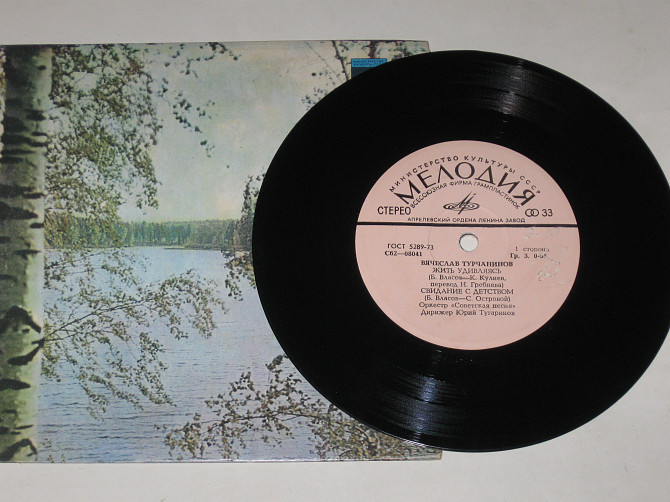 МИНИСТЕРСТВО КУЛЬТУРЫ СССР
МЕЛОДИЯ
ВСЕСОЮЗНАЯ ФИРМА ГРАМПЛАСТИНОК
СТЕРЕО 33
АПРЕЛЕВСКИЙ ОРДЕНА ЛЕНИНА ЗАВОД
ГОСТ 5289-73 1 сторона
С62—08041 Гр. 3.
ВЯЧЕСЛАВ ТУРЧАНИНОВ
ЖИТЬ УДИВЛЯЯСЬ
(Б. Власов—К. Кулиев,
перевод Н. Гребнева)
СВИДАНИЕ С ДЕТСТВОМ
(Б. Власов—С. Островой)
Оркестр «Советская песня»
Дирижер Юрий Тугаринов